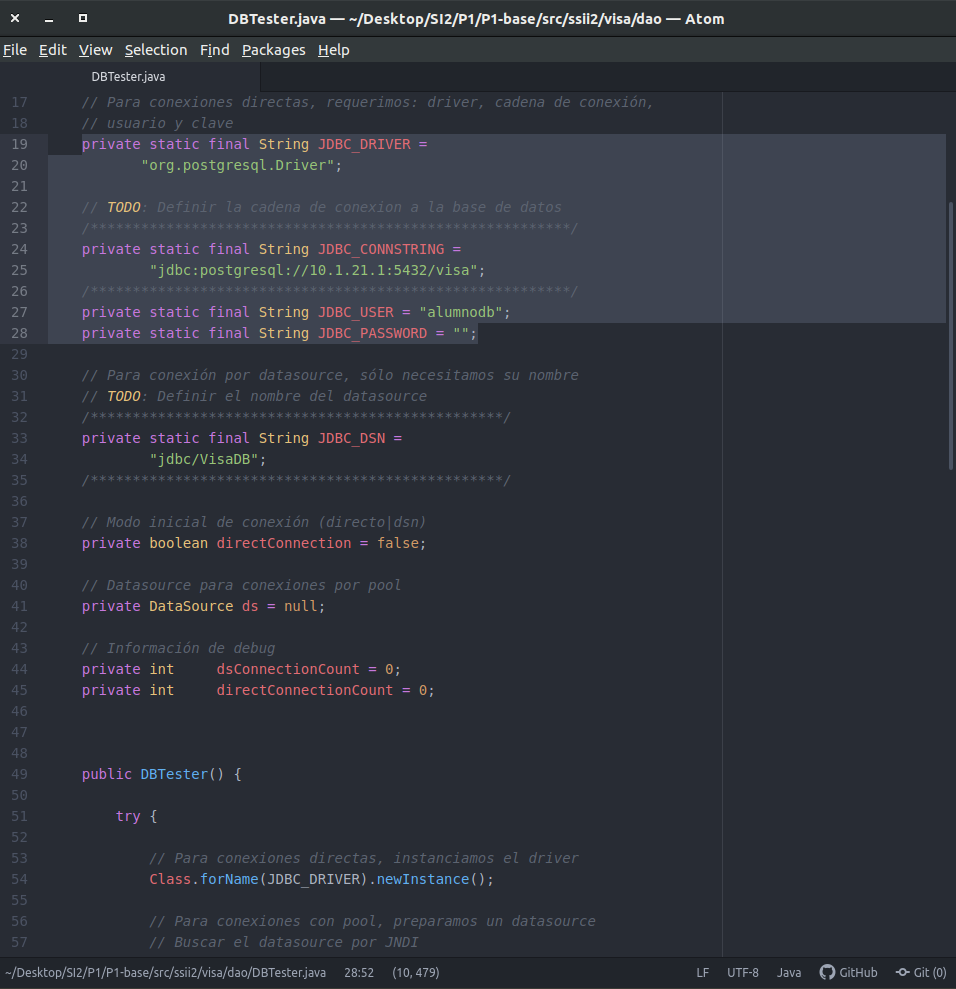 DBTester.java — ~/Desktop/SI2/P1/P1-base/src/ssii2/visa/dao — Atom
File Edit View Selection Find Packages Help
DBTester.java
17 // Para conexiones directas, requerimos: driver, cadena de conexión,
18 // usuario y clave
19 private static final String JDBC_DRIVER =
20 "org.postgresql.Driver";
21
22 // TODO: Definir la cadena de conexion a la base de datos
23 /*********************************************************/
24 private static final String JDBC_CONNSTRING =
25 "jdbc:postgresql://10.1.21.1:5432/visa";
26 /*********************************************************/
27 private static final String JDBC_USER = "alumnodb";
28 private static final String JDBC_PASSWORD = "";
29
30 // Para conexión por datasource, sólo necesitamos su nombre
31 // TODO: Definir el nombre del datasource
32 /*************************************************/
33 private static final String JDBC_DSN =
34 "jdbc/VisaDB";
35 /*************************************************/
36
37 // Modo inicial de conexión (directo|dsn)
38 private boolean directConnection = false;
39
40 // Datasource para conexiones por pool
41 private DataSource ds = null;
42
43 // Información de debug
44 private int dsConnectionCount = 0;
45 private int directConnectionCount = 0;
46
47
48
49 public DBTester() {
50
51 try {
52
53 // Para conexiones directas, instanciamos el driver
54 Class.forName(JDBC_DRIVER).newInstance();
55
56 // Para conexiones con pool, preparamos un datasource
57 // Buscar el datasource por JNDI
~/Desktop/SI2/P1/P1-base/src/ssii2/visa/dao/DBTester.java 28:52 (10, 479) LF UTF-8 Java GitHub Git (0)